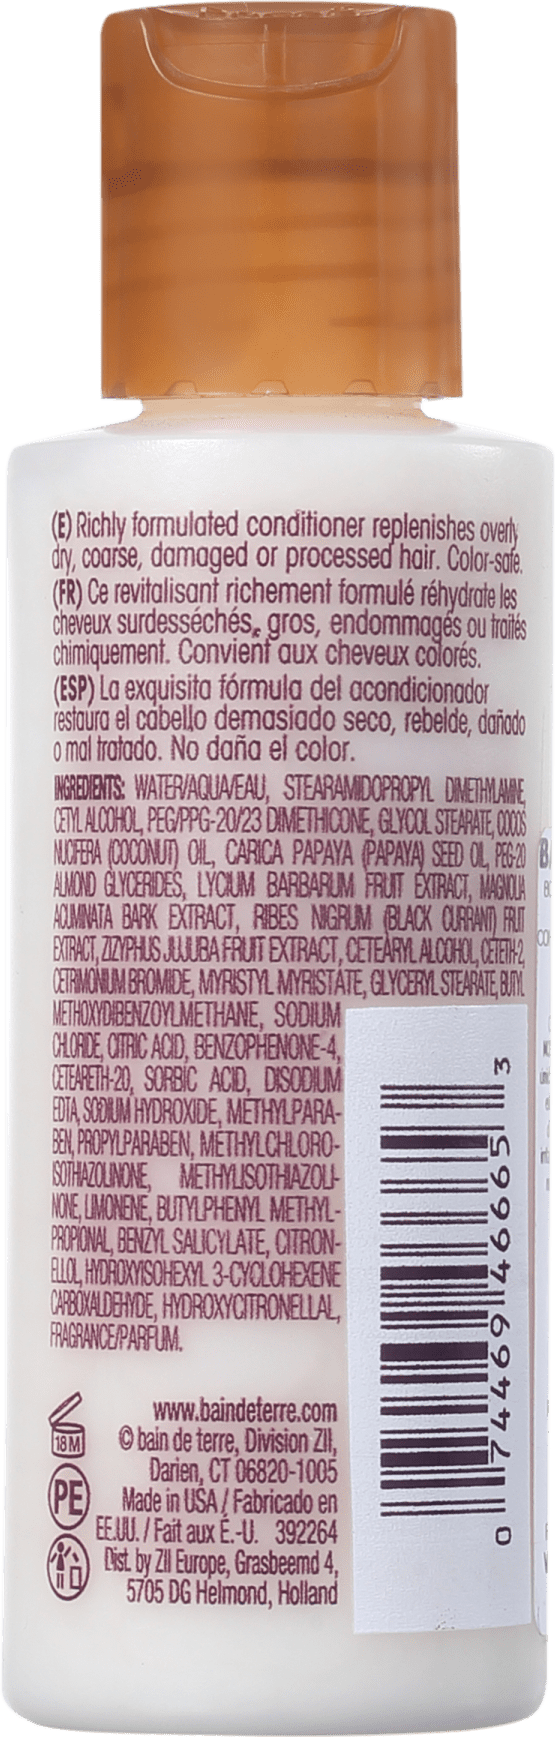 (E) Richly formulated conditioner replenishes overly
dry, coarse, damaged or processed hair. Color-safe.
(FR) Ce revitalisant richement formulé réhydrate les
cheveux surdesséchés, gros, endommagés ou traités
chimiquement. Convient aux cheveux colorés.
(ESP) La exquisita fórmula del acondicionador
restaura el cabello demasiado seco, rebelde, dañado
o mal tratado. No daña el color.
INGREDIENTS: WATER/AQUA/EAU, STEARAMIDOPROPYL DIMETHYLAMINE,
CETYL ALCOHOL, PEG/PPG-20/23 DIMETHICONE, GLYCOL STEARATE, COCOS
NUCIFERA (COCONUT) OIL, CARICA PAPAYA (PAPAYA) SEED OIL, PEG-20
ALMOND GLYCERIDES, LYCIUM BARBARUM FRUIT EXTRACT, MAGNOLIA
ACUMINATA BARK EXTRACT, RIBES NIGRUM (BLACK CURRANT) FRUIT
EXTRACT, ZIZYPHUS JUJUBA FRUIT EXTRACT, CETEARYL ALCOHOL, CETETH-2,
CETRIMONIUM BROMIDE, MYRISTYL MYRISTATE, GLYCERYL STEARATE, BUTYL
METHOXYDIBENZOYLMETHANE, SODIUM
CHLORIDE, CITRIC ACID, BENZOPHENONE-4,
CETEARETH-20, SORBIC ACID, DISODIUM
EDTA, SODIUM HYDROXIDE, METHYLPARA-
BEN, PROPYLPARABEN, METHYLCHLORO-
ISOTHIAZOLINONE, METHYLISOTHIAZOLI-
NONE, LIMONENE, BUTYLPHENYL METHYL-
PROPIONAL, BENZYL SALICYLATE, CITRON-
ELLOL, HYDROXYISOHEXYL 3-CYCLOHEXENE
CARBOXALDEHYDE, HYDROXYCITRONELLAL,
FRAGRANCE/PARFUM.
0 74469 46665 3
18M
PE
www.baindeterre.com
© bain de terre, Division ZII,
Darien, CT 06820-1005
Made in USA / Fabricado en
EE.UU. / Fait aux É.-U. 392264
Dist. by ZII Europe, Grasbeemd 4,
5705 DG Helmond, Holland